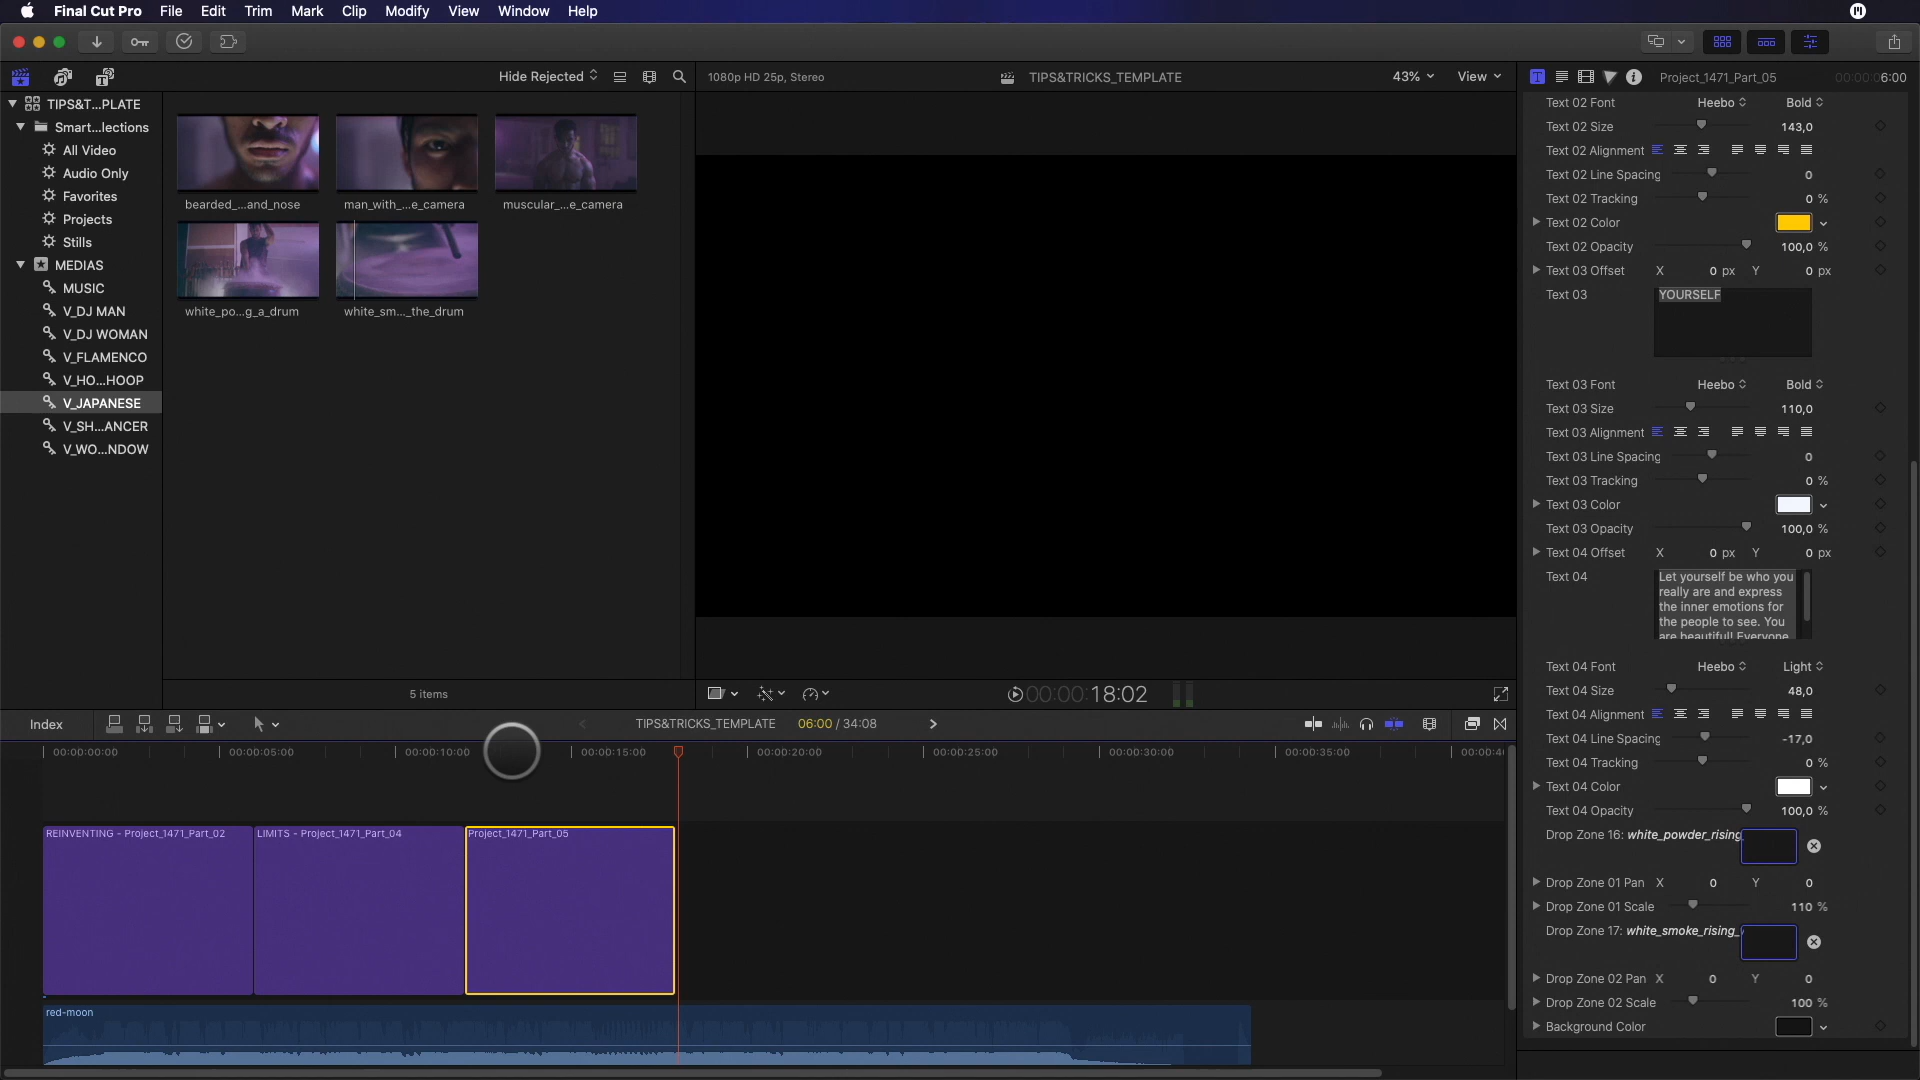 Final Cut Pro File Edit Trim Mark Clip Modify View Window Help
Hide Rejected
1080p HD 25p, Stereo
TIPS&TRICKS_TEMPLATE
43%
View
Project_1471_Part_05
00:00:06:00
TIPS&T...PLATE
Smart...lections
All Video
Audio Only
Favorites
Projects
Stills
MEDIAS
MUSIC
V_DJ MAN
V_DJ WOMAN
V_FLAMENCO
V_HO...HOOP
V_JAPANESE
V_SH...ANCER
V_WO...NDOW
bearded_...and_nose
man_with_...e_camera
muscular_...e_camera
white_po...g_a_drum
white_sm..._the_drum
5 items
00:00:00:18:02
Text 02 Font Heebo Bold
Text 02 Size 143,0
Text 02 Alignment
Text 02 Line Spacing 0
Text 02 Tracking 0 %
Text 02 Color
Text 02 Opacity 100,0 %
Text 03 Offset X 0 px Y 0 px
Text 03 YOURSELF
Text 03 Font Heebo Bold
Text 03 Size 110,0
Text 03 Alignment
Text 03 Line Spacing 0
Text 03 Tracking 0 %
Text 03 Color
Text 03 Opacity 100,0 %
Text 04 Offset X 0 px Y 0 px
Text 04 Let yourself be who you
really are and express
the inner emotions for
the people to see. You
are beautiful! Everyone
Text 04 Font Heebo Light
Text 04 Size 48,0
Text 04 Alignment
Text 04 Line Spacing -17,0
Text 04 Tracking 0 %
Text 04 Color
Text 04 Opacity 100,0 %
Drop Zone 16: white_powder_rising_
Drop Zone 01 Pan X 0 Y 0
Drop Zone 01 Scale 110 %
Drop Zone 17: white_smoke_rising_
Drop Zone 02 Pan X 0 Y 0
Drop Zone 02 Scale 100 %
Background Color
Index
TIPS&TRICKS_TEMPLATE 06:00 / 34:08
00:00:00:00 00:00:05:00 00:00:10:00 00:00:15:00 00:00:20:00 00:00:25:00 00:00:30:00 00:00:35:00
REINVENTING - Project_1471_Part_02
LIMITS - Project_1471_Part_04
Project_1471_Part_05
red-moon